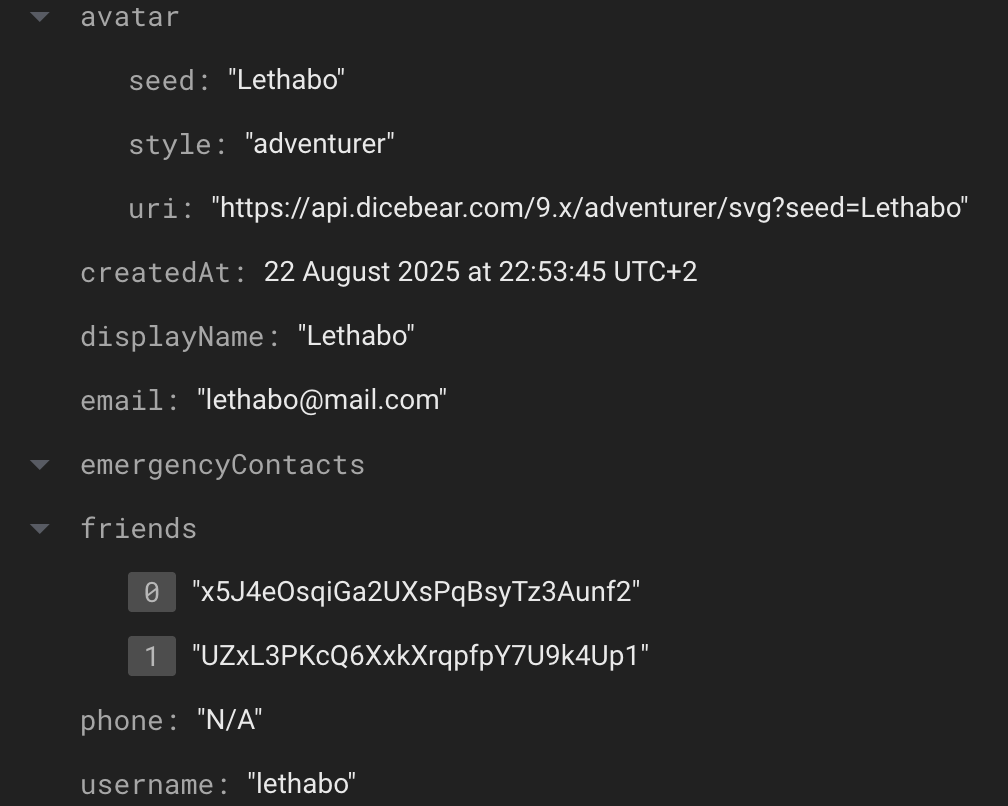 avatar
seed: "Lethabo"
style: "adventurer"
uri: "https://api.dicebear.com/9.x/adventurer/svg?seed=Lethabo"
createdAt: 22 August 2025 at 22:53:45 UTC+2
displayName: "Lethabo"
email: "lethabo@mail.com"
emergencyContacts
friends
0 "x5J4eOsqiGa2UXsPqBsyTz3Aunf2"
1 "UZxL3PKcQ6XxkXrqpfpY7U9k4Up1"
phone: "N/A"
username: "lethabo"